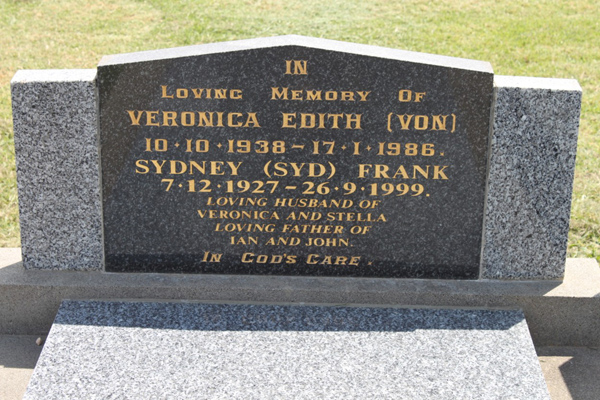 IN
LOVING MEMORY OF
VERONICA EDITH (VON)
10·10·1938 – 17·1·1986.
SYDNEY (SYD) FRANK
7·12·1927 – 26·9·1999.
LOVING HUSBAND OF
VERONICA AND STELLA
LOVING FATHER OF
IAN AND JOHN.
IN GOD'S CARE.